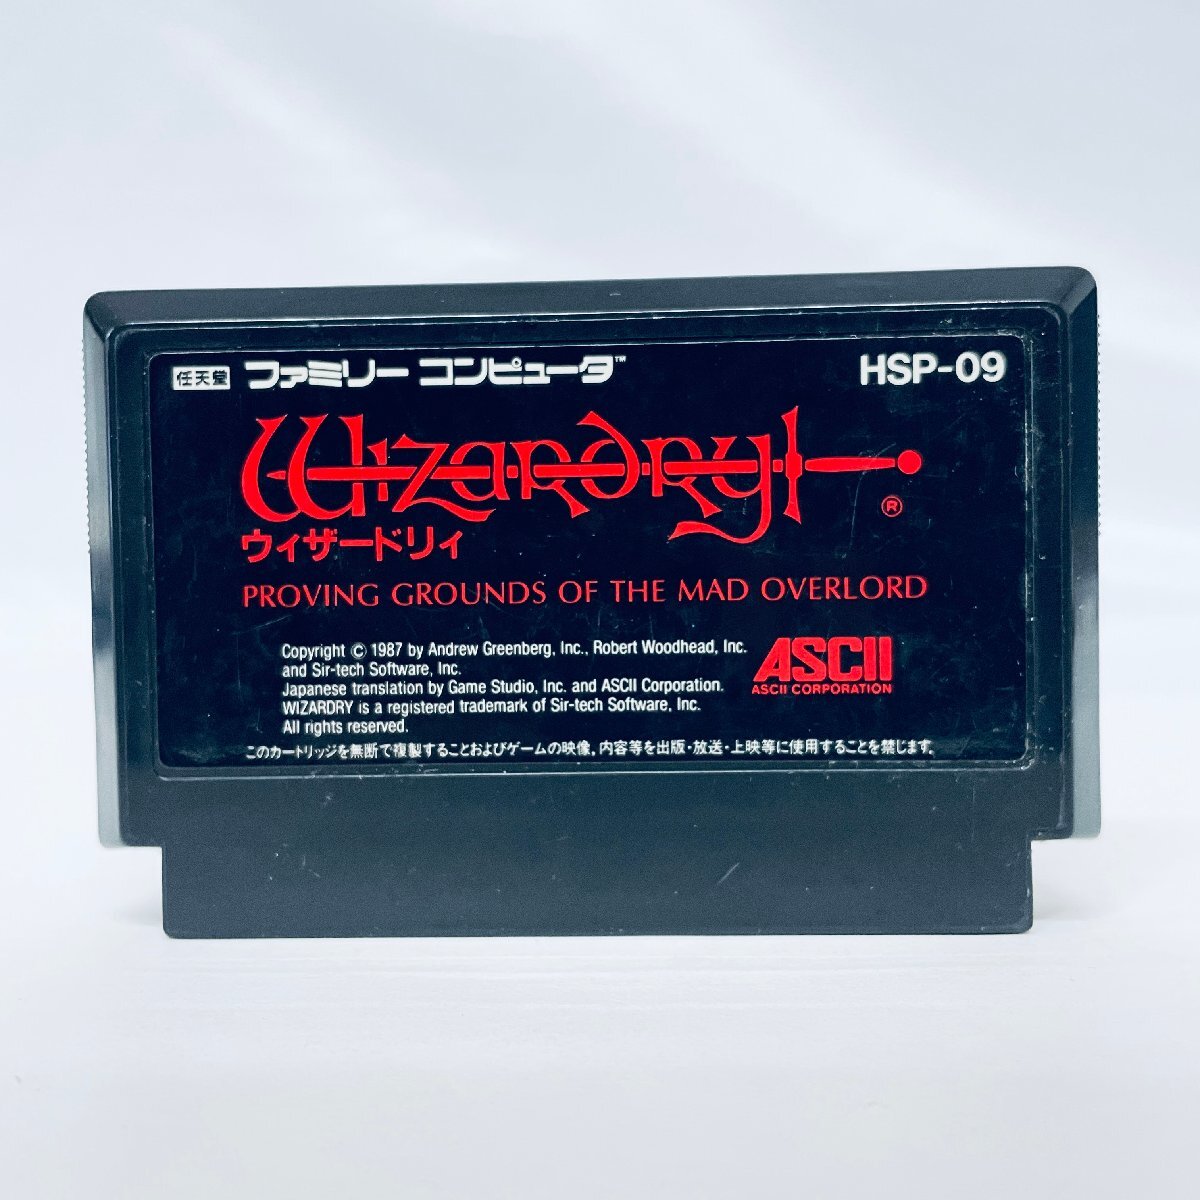 任天堂 ファミリー コンピュータ™ HSP-09
Wizardry
®
ウィザードリィ
PROVING GROUNDS OF THE MAD OVERLORD
Copyright © 1987 by Andrew Greenberg, Inc., Robert Woodhead, Inc.
and Sir-tech Software, Inc.
Japanese translation by Game Studio, Inc. and ASCII Corporation.
WIZARDRY is a registered trademark of Sir-tech Software, Inc.
All rights reserved.
ASCII
ASCII CORPORATION
このカートリッジを無断で複製することおよびゲームの映像，内容等を出版・放送・上映等に使用することを禁じます。